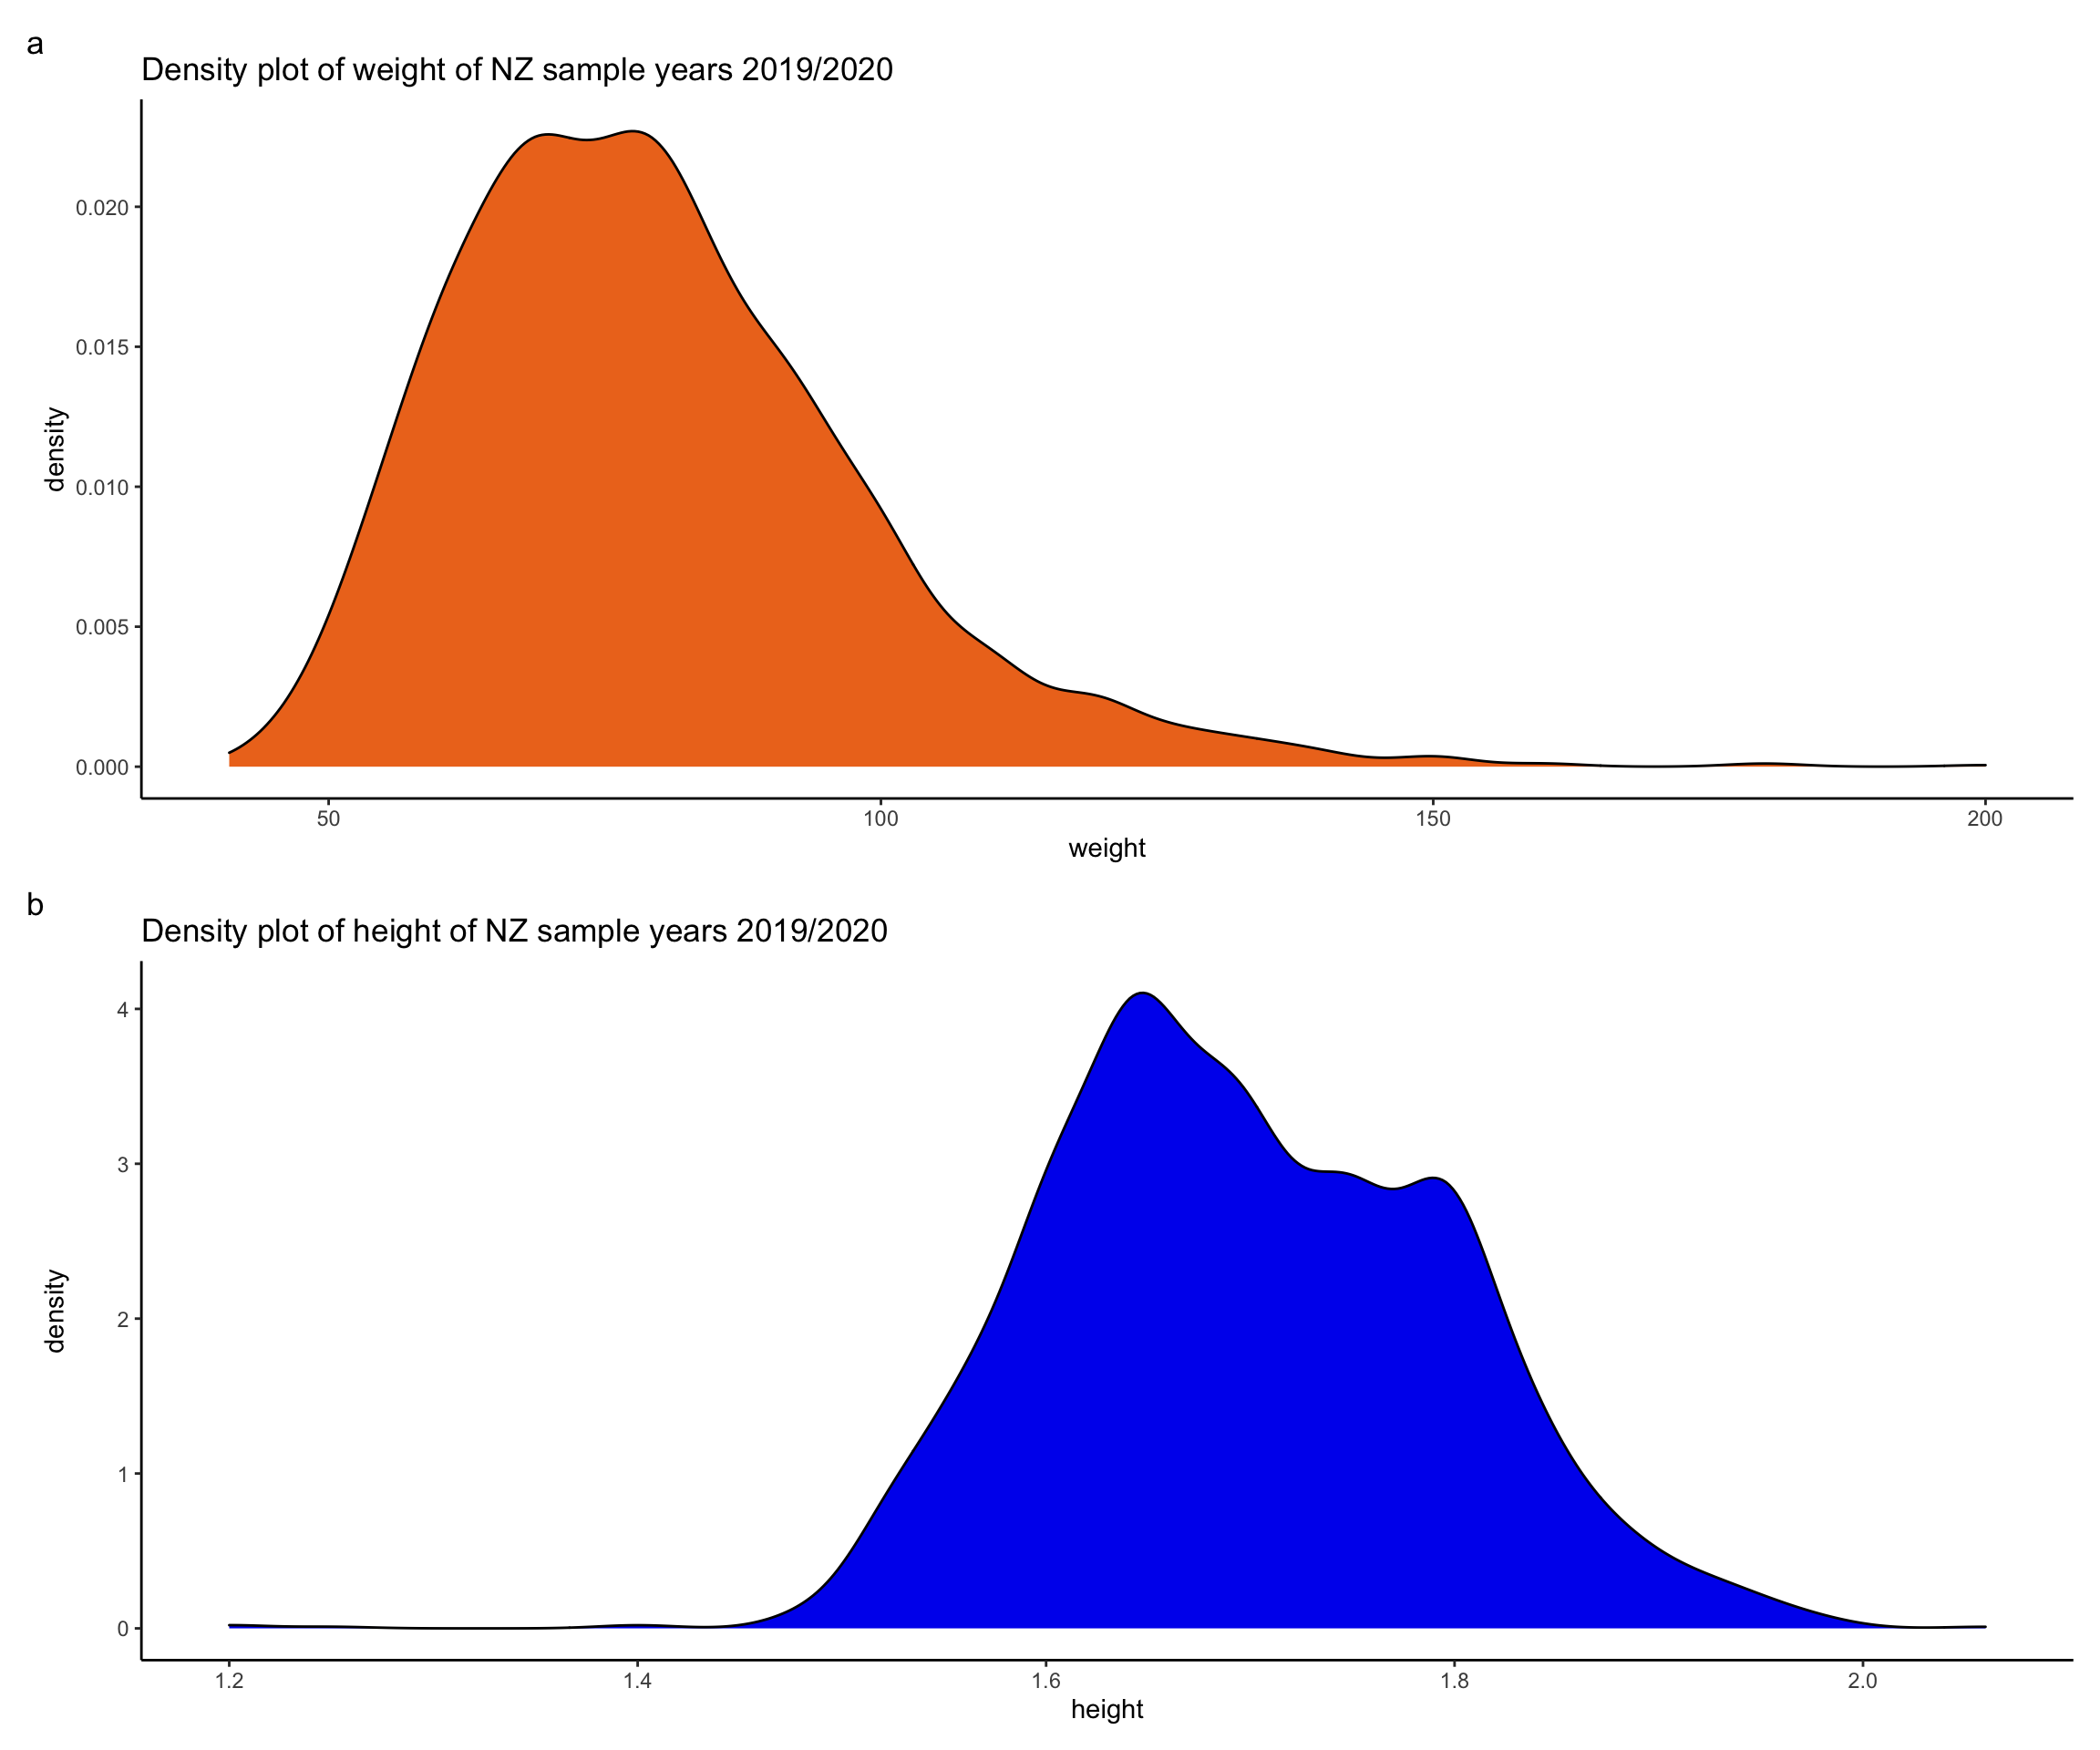 a
Density plot of weight of NZ sample years 2019/2020
density
0.020
0.015
0.010
0.005
0.000
50 100 150 200
weight
b
Density plot of height of NZ sample years 2019/2020
density
4
3
2
1
0
1.2 1.4 1.6 1.8 2.0
height